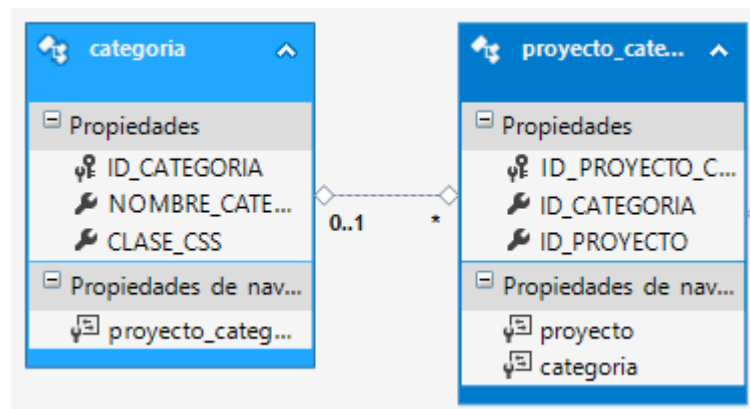 categoria
Propiedades
ID_CATEGORIA
NOMBRE_CATE...
CLASE_CSS
Propiedades de nav...
proyecto_categ...
0..1
*
proyecto_cate...
Propiedades
ID_PROYECTO_C...
ID_CATEGORIA
ID_PROYECTO
Propiedades de nav...
proyecto
categoria